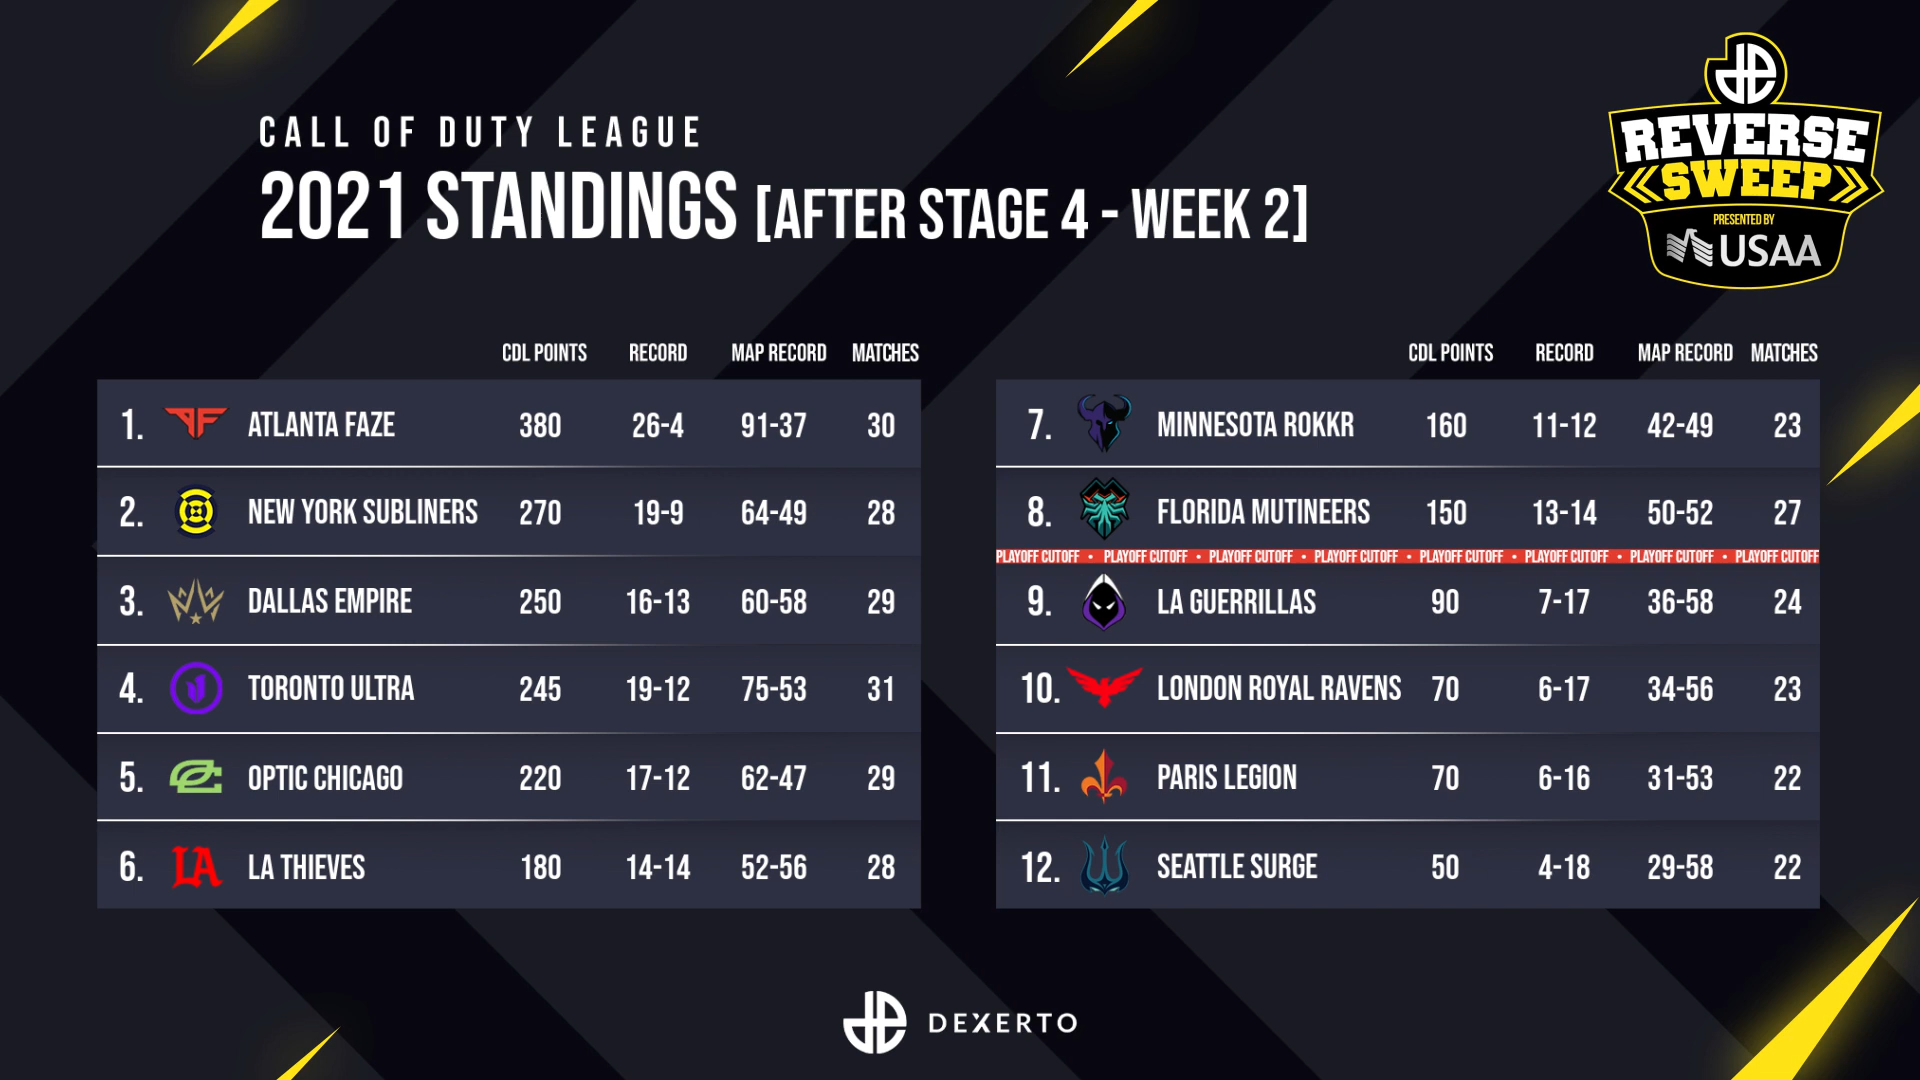 CALL OF DUTY LEAGUE
2021 STANDINGS [AFTER STAGE 4 - WEEK 2]
REVERSE
SWEEP
PRESENTED BY
USAA
CDL POINTS RECORD MAP RECORD MATCHES
1. ATLANTA FAZE 380 26-4 91-37 30
2. NEW YORK SUBLINERS 270 19-9 64-49 28
3. DALLAS EMPIRE 250 16-13 60-58 29
4. TORONTO ULTRA 245 19-12 75-53 31
5. OPTIC CHICAGO 220 17-12 62-47 29
6. LA LA THIEVES 180 14-14 52-56 28
CDL POINTS RECORD MAP RECORD MATCHES
7. MINNESOTA ROKKR 160 11-12 42-49 23
8. FLORIDA MUTINEERS 150 13-14 50-52 27
PLAYOFF CUTOFF • PLAYOFF CUTOFF • PLAYOFF CUTOFF • PLAYOFF CUTOFF • PLAYOFF CUTOFF • PLAYOFF CUTOFF • PLAYOFF CUTOFF • PLAYOFF CUTOFF
9. LA GUERRILLAS 90 7-17 36-58 24
10. LONDON ROYAL RAVENS 70 6-17 34-56 23
11. PARIS LEGION 70 6-16 31-53 22
12. SEATTLE SURGE 50 4-18 29-58 22
DEXERTO